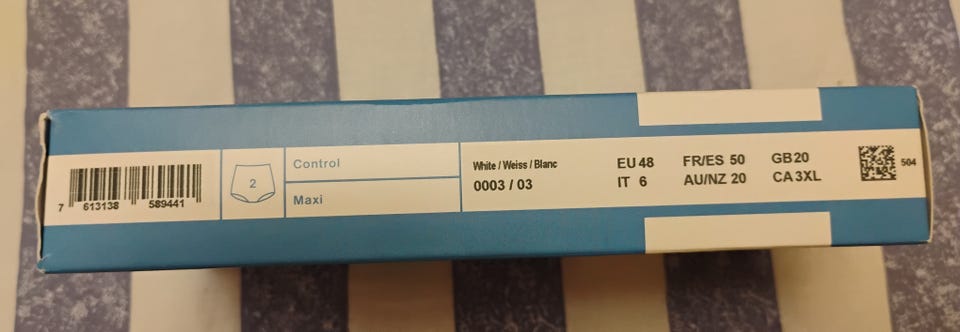 7 613138 589441
2
Control
Maxi
White / Weiss / Blanc
0003 / 03
EU 48 FR/ES 50 GB 20
IT 6 AU/NZ 20 CA 3XL
504